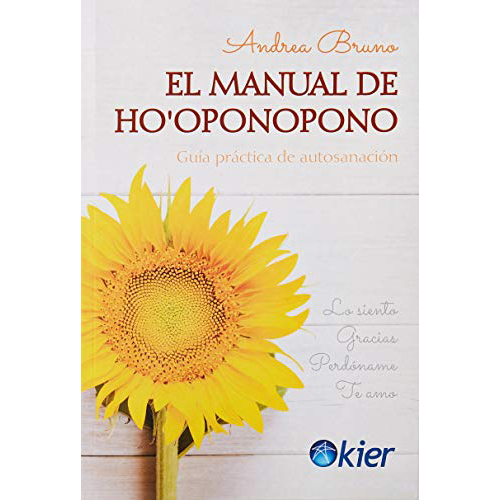 Andrea Bruno
EL MANUAL DE
HO'OPONOPONO
Guía práctica de autosanación
Lo siento
Gracias
Perdóname
Te amo
kier